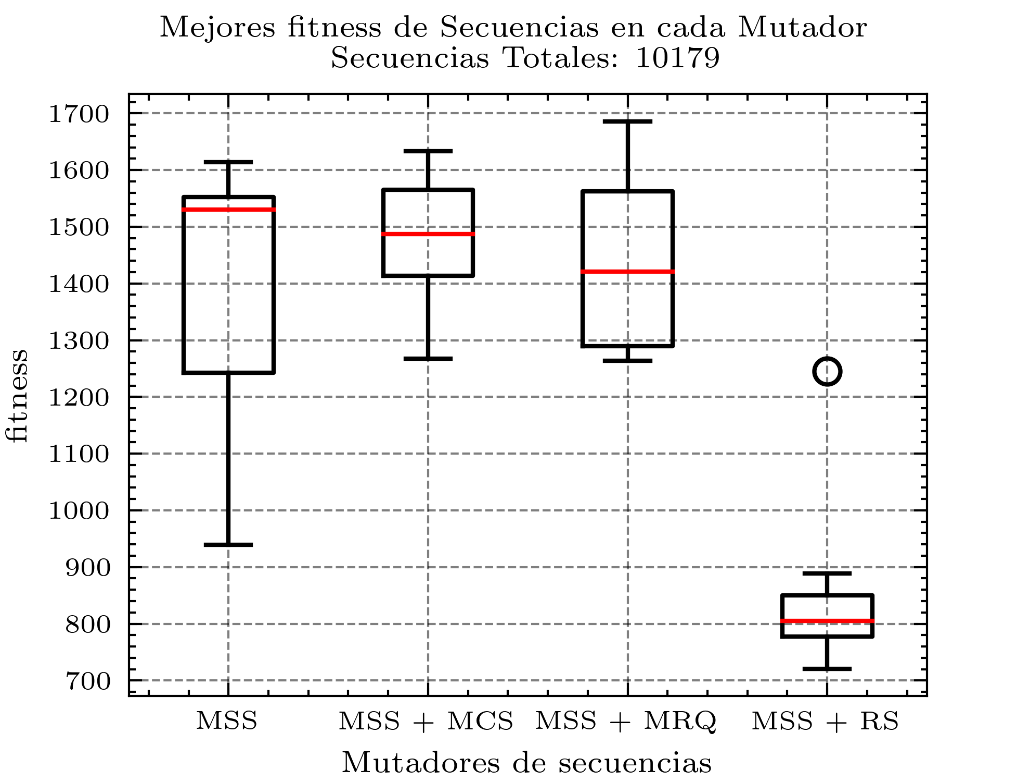 Mejores fitness de Secuencias en cada Mutador
Secuencias Totales: 10179
1700
1600
1500
1400
1300
1200
1100
1000
900
800
700
fitness
MSS
MSS + MCS
MSS + MRQ
MSS + RS
Mutadores de secuencias